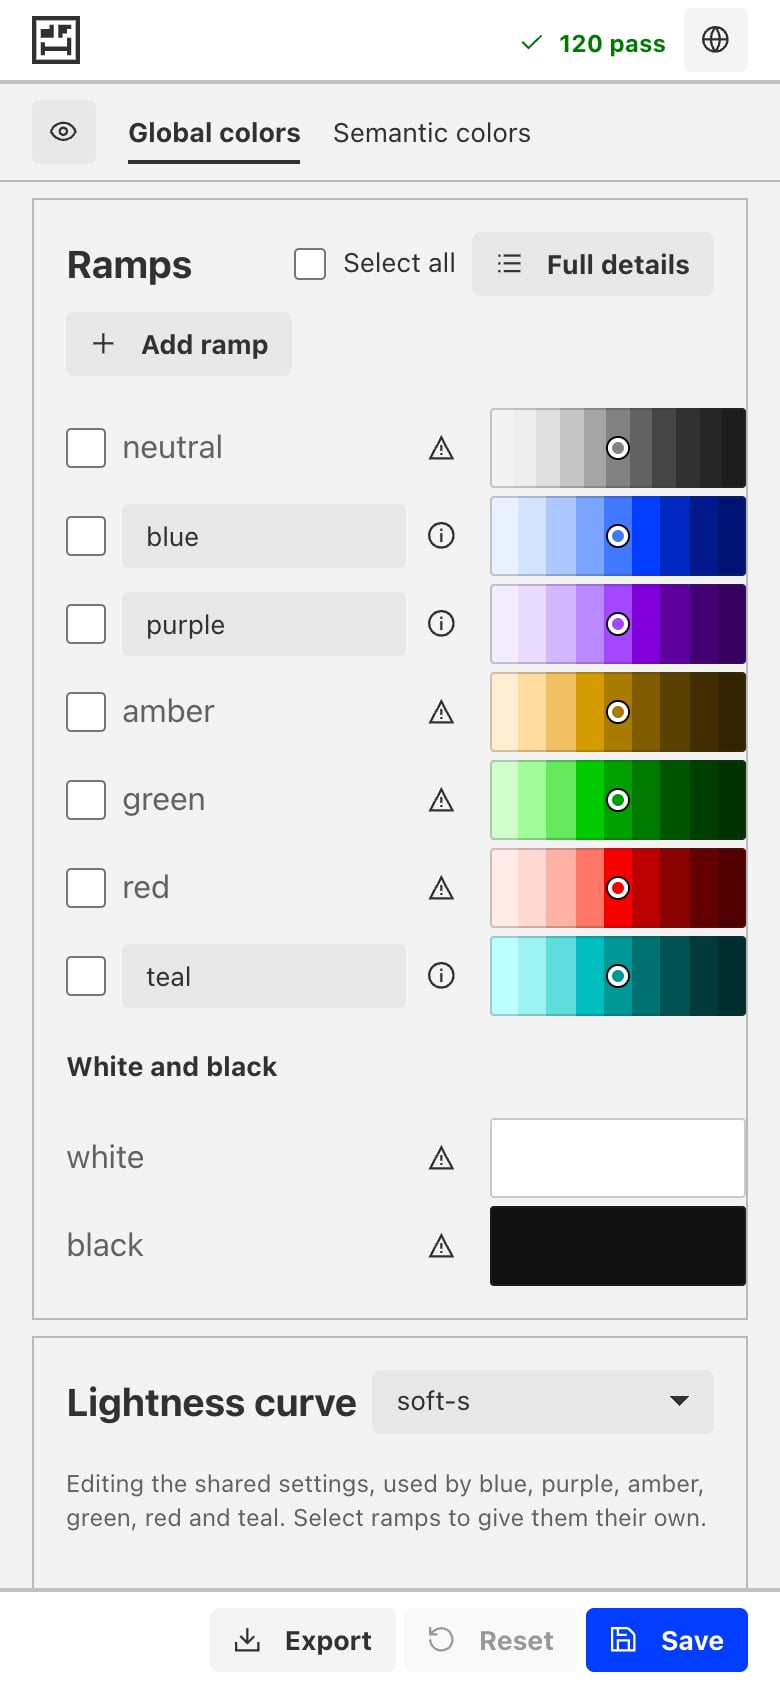 120 pass
Global colors
Semantic colors
Ramps
Select all
Full details
Add ramp
neutral
blue
purple
amber
green
red
teal
White and black
white
black
Lightness curve
soft-s
Editing the shared settings, used by blue, purple, amber,
green, red and teal. Select ramps to give them their own.
Export
Reset
Save